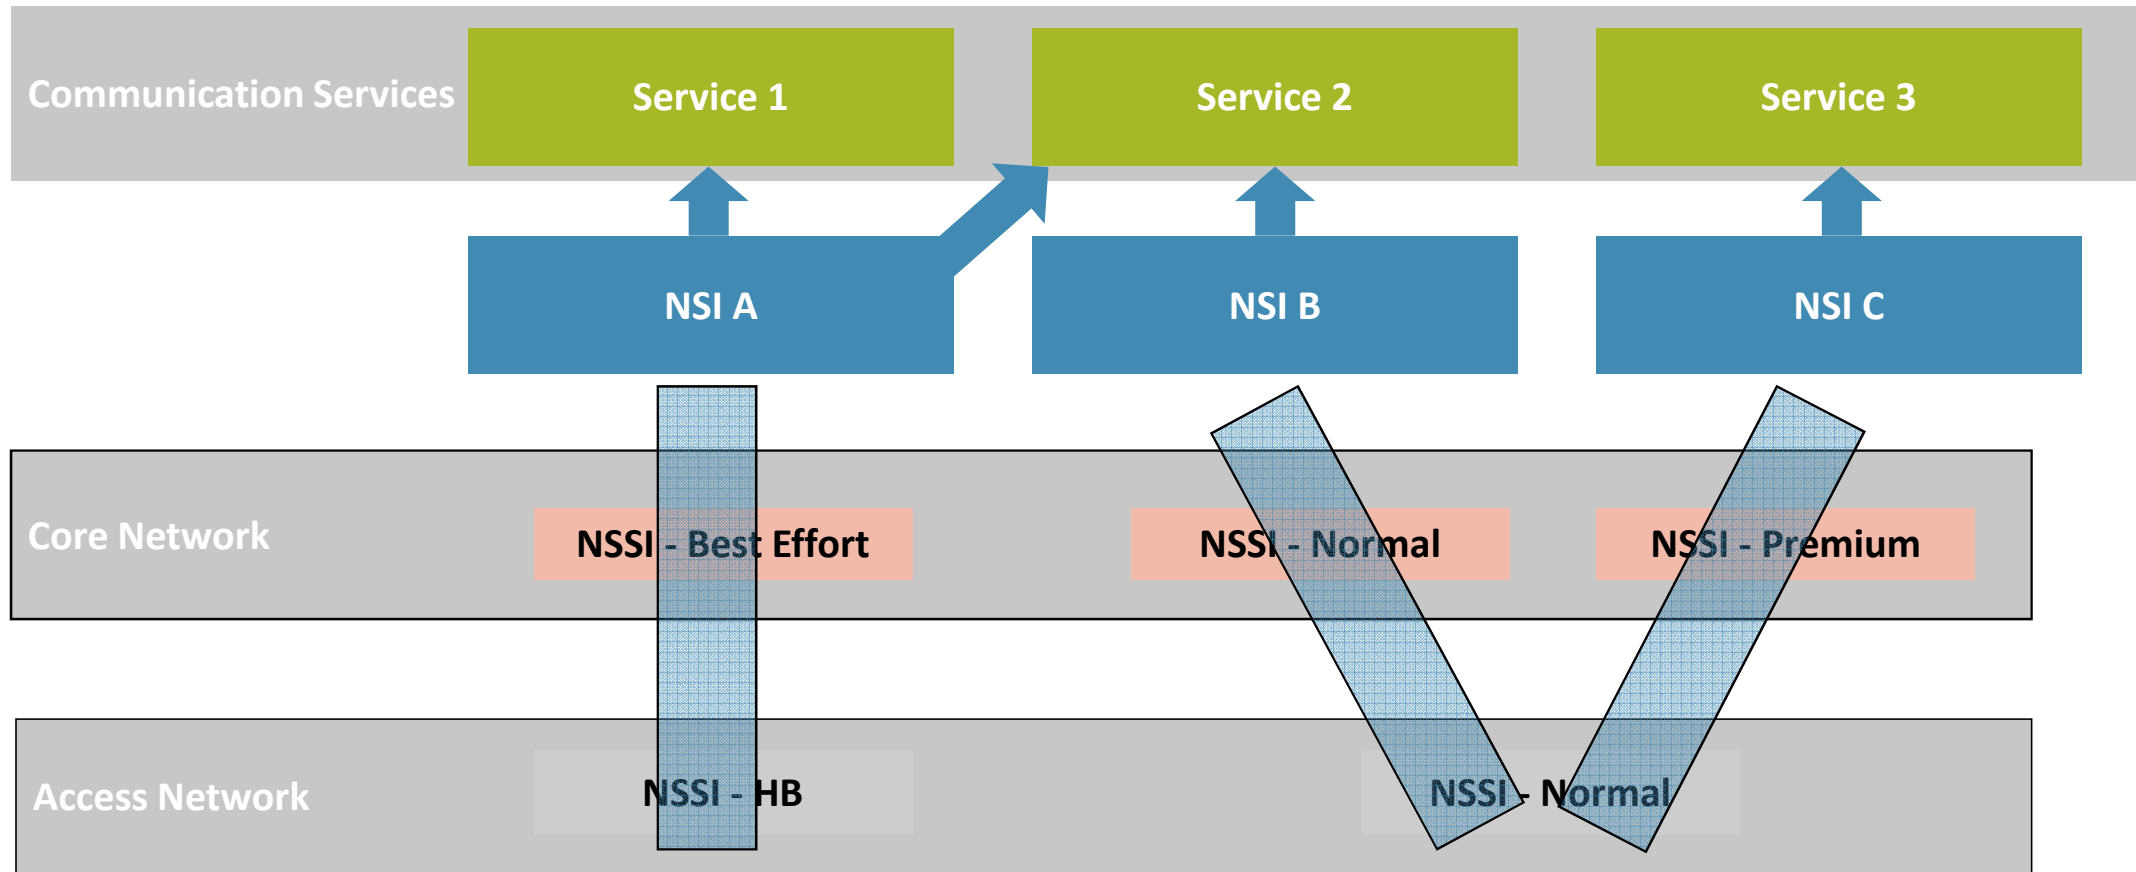 Communication Services
Service 1
Service 2
Service 3
NSI A
NSI B
NSI C
Core Network
NSSI - Best Effort
NSSI - Normal
NSSI - Premium
Access Network
NSSI - HB
NSSI - Normal